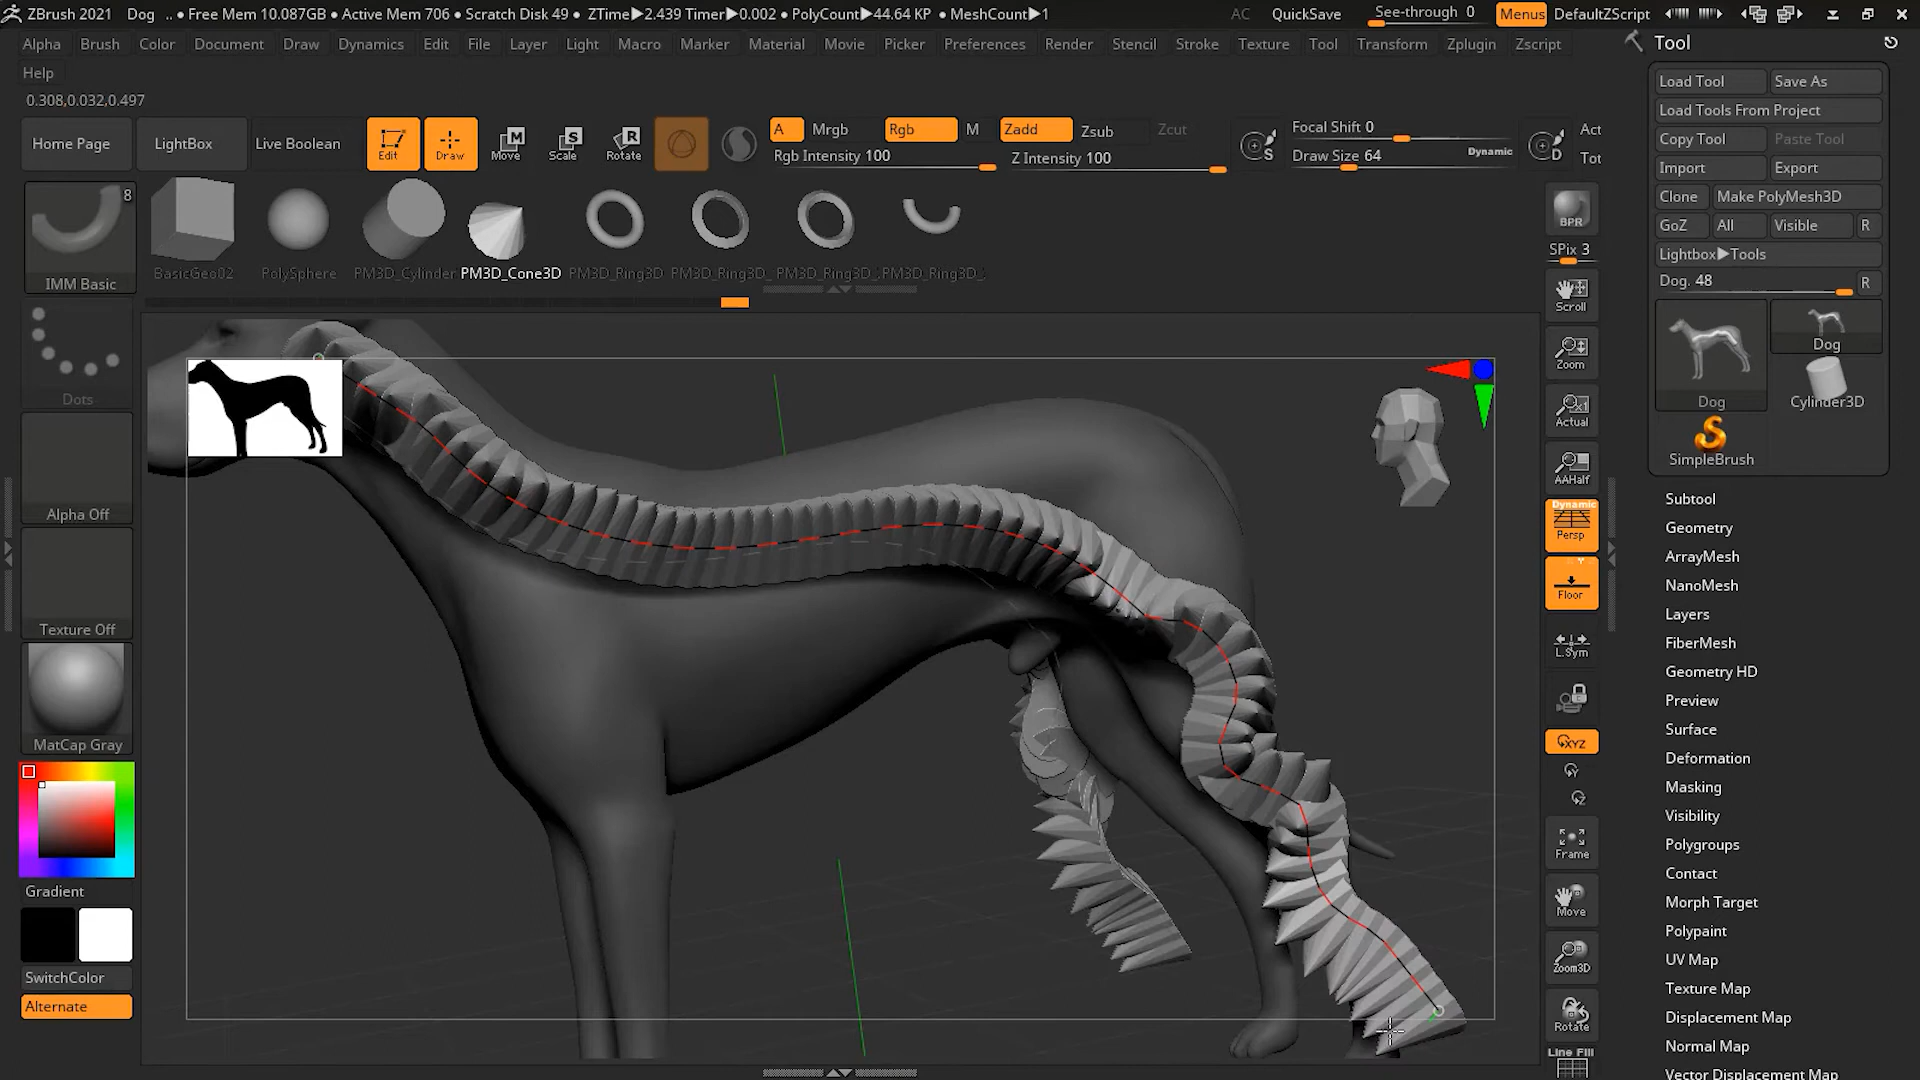 ZBrush 2021 Dog .. • Free Mem 10.087GB • Active Mem 706 • Scratch Disk 49 • ZTime▶2.439 Timer▶0.002 • PolyCount▶44.64 KP • MeshCount▶1 AC QuickSave See-through 0 Menus DefaultZScript
Alpha Brush Color Document Draw Dynamics Edit File Layer Light Macro Marker Material Movie Picker Preferences Render Stencil Stroke Texture Tool Transform Zplugin Zscript
Help
0.308,0.032,0.497
Home Page LightBox Live Boolean Edit Draw Move Scale Rotate
A Mrgb Rgb M Zadd Zsub Zcut
Rgb Intensity 100 Z Intensity 100
Focal Shift 0
Draw Size 64 Dynamic
Act
Tot
8
IMM Basic
BasicGeo02 PolySphere PM3D_Cylinder PM3D_Cone3D PM3D_Ring3D PM3D_Ring3D_ PM3D_Ring3D_ PM3D_Ring3D_
Dots
Alpha Off
Texture Off
MatCap Gray
Gradient
SwitchColor
Alternate
BPR
SPix 3
Scroll
Zoom
Actual
AAHalf
Dynamic
Persp
Floor
L.Sym
XYZ
Y
Z
Frame
Move
Zoom3D
Rotate
Line Fill
Tool
Load Tool Save As
Load Tools From Project
Copy Tool Paste Tool
Import Export
Clone Make PolyMesh3D
GoZ All Visible R
Lightbox▶Tools
Dog. 48 R
Dog
Dog Cylinder3D
SimpleBrush
Subtool
Geometry
ArrayMesh
NanoMesh
Layers
FiberMesh
Geometry HD
Preview
Surface
Deformation
Masking
Visibility
Polygroups
Contact
Morph Target
Polypaint
UV Map
Texture Map
Displacement Map
Normal Map
Vector Displacement Map